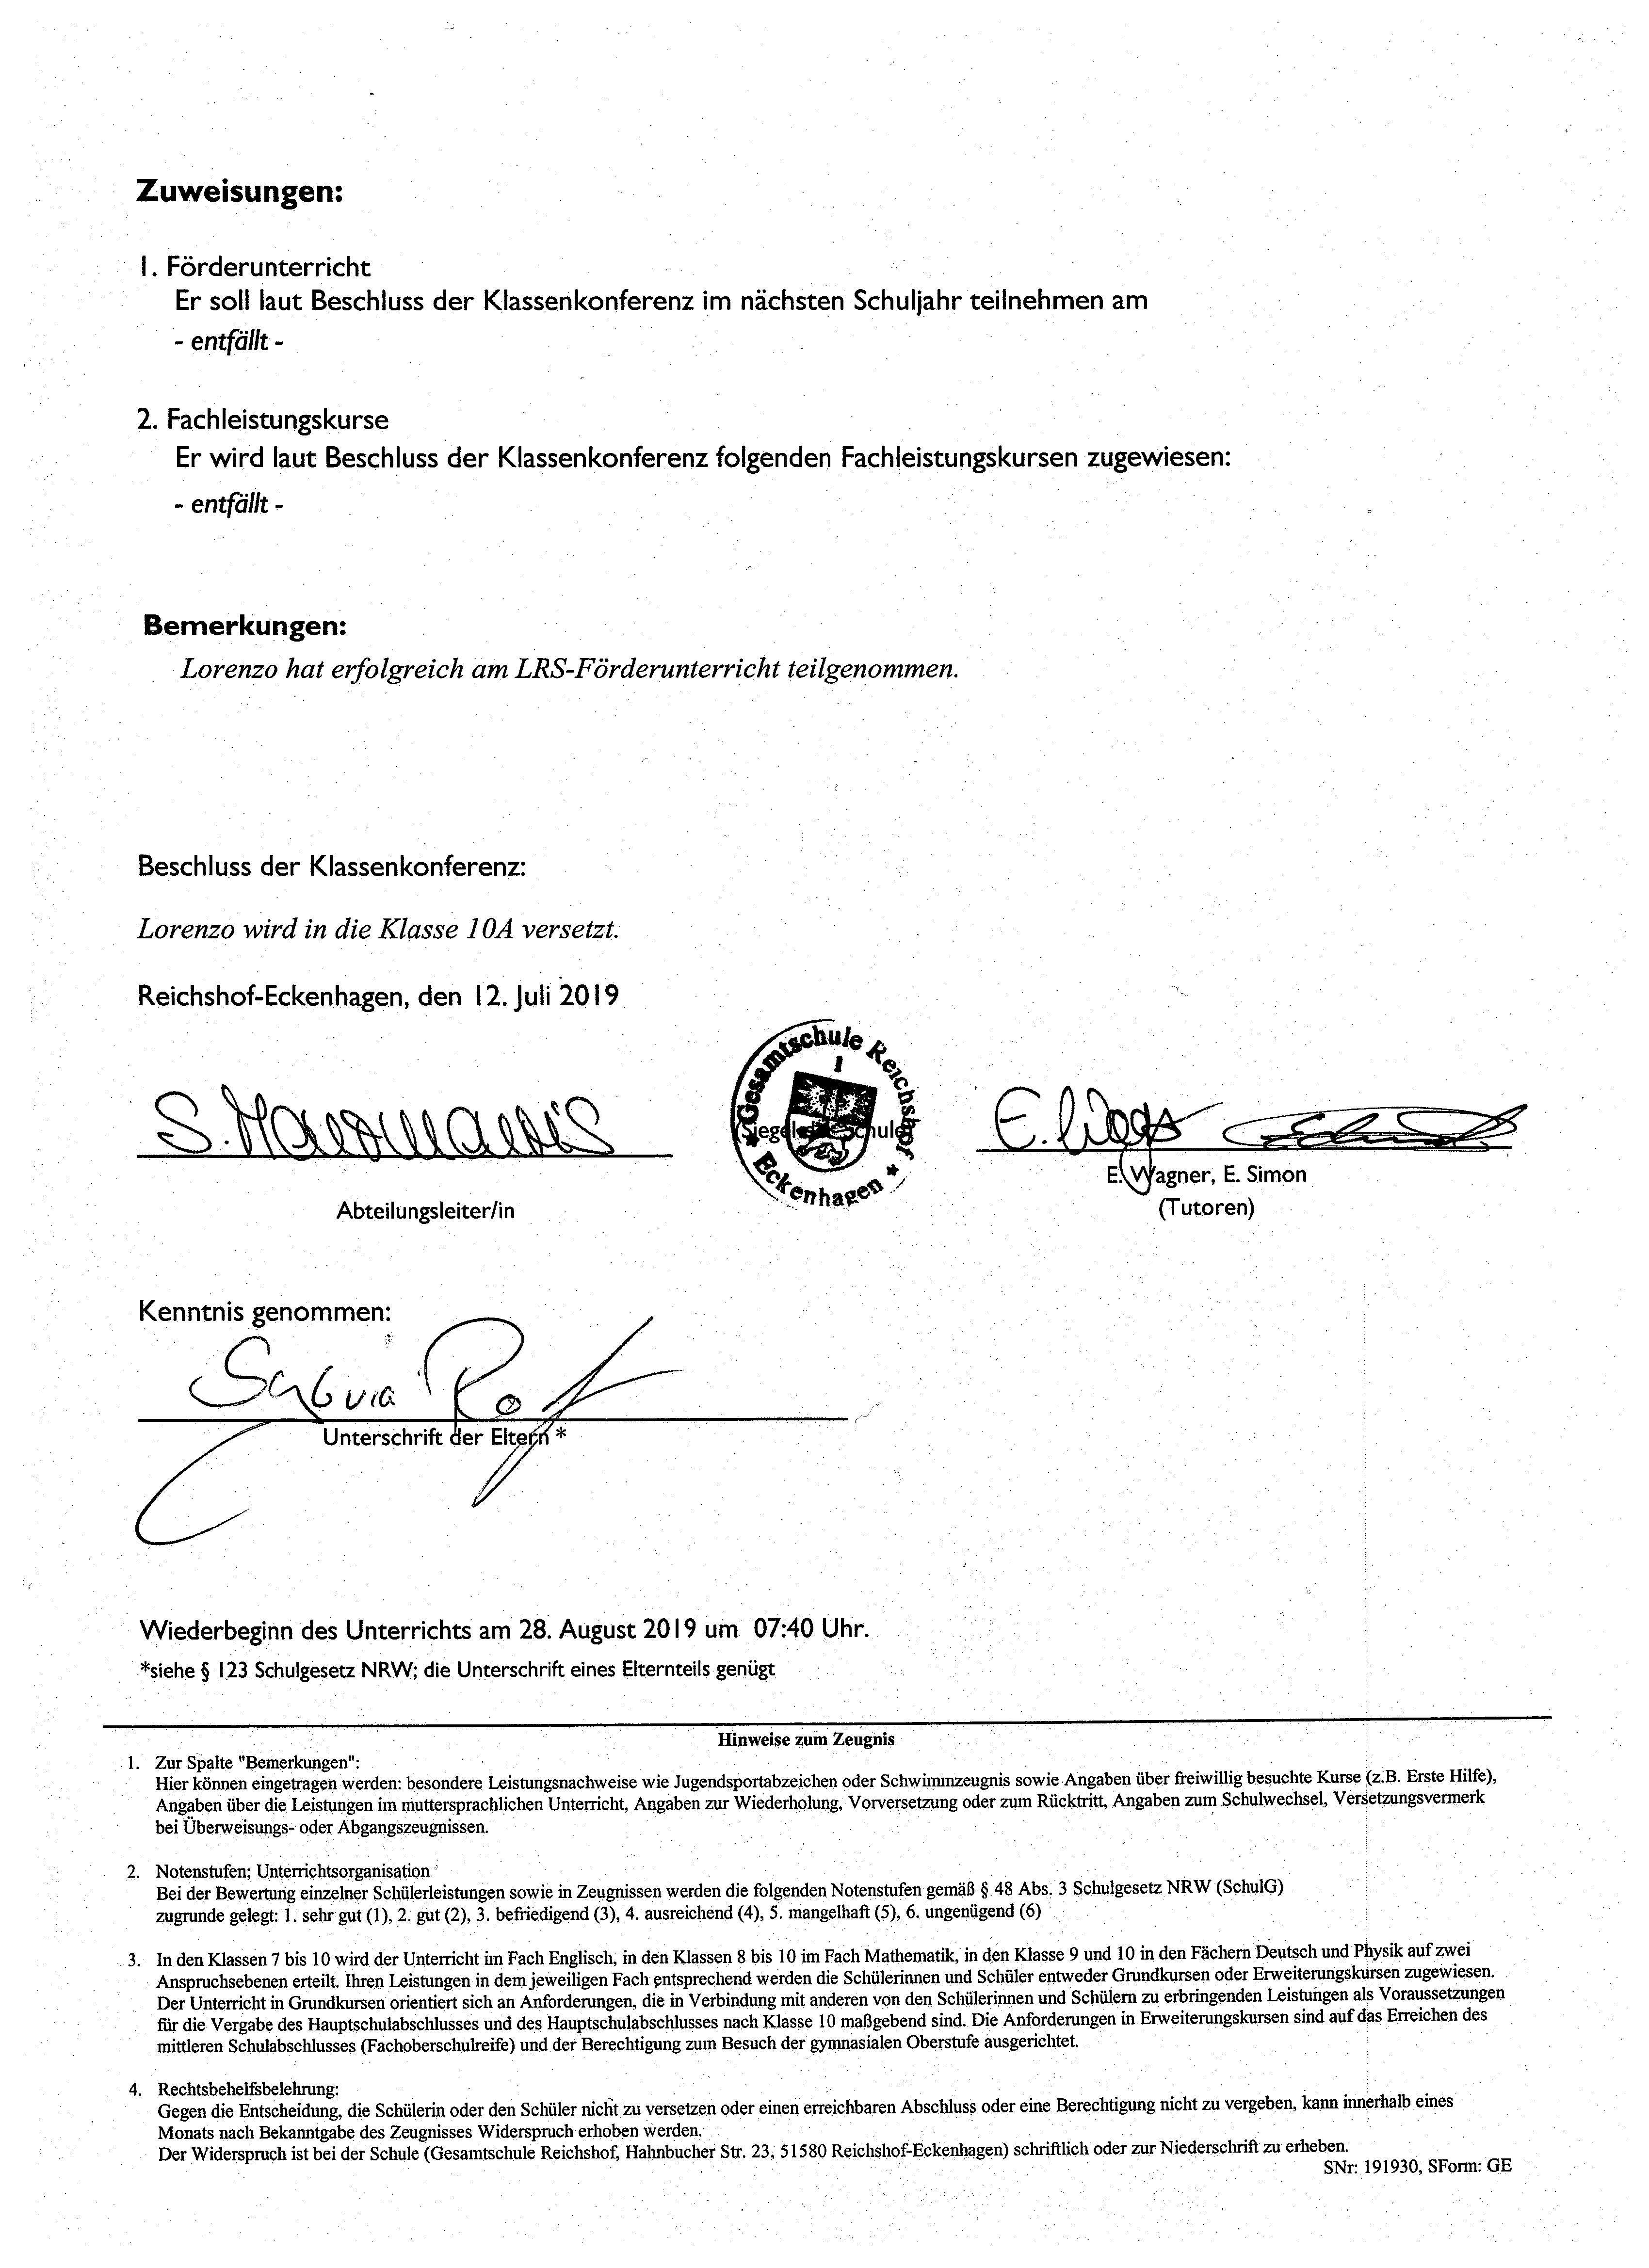 Zuweisungen:
1. Förderunterricht
Er soll laut Beschluss der Klassenkonferenz im nächsten Schuljahr teilnehmen am
- entfällt -
2. Fachleistungskurse
Er wird laut Beschluss der Klassenkonferenz folgenden Fachleistungskursen zugewiesen:
- entfällt -
Bemerkungen:
Lorenzo hat erfolgreich am LRS-Förderunterricht teilgenommen.
Beschluss der Klassenkonferenz:
Lorenzo wird in die Klasse 10A versetzt.
Reichshof-Eckenhagen, den 12. Juli 2019
Gesamtschule Reichshof
Eckenhagen
S.
E.
E. Wagner, E. Simon
Abteilungsleiter/in
(Tutoren)
Kenntnis genommen:
Unterschrift der Eltern *
Wiederbeginn des Unterrichts am 28. August 2019 um 07:40 Uhr.
*siehe § 123 Schulgesetz NRW; die Unterschrift eines Elternteils genügt
Hinweise zum Zeugnis
1. Zur Spalte "Bemerkungen":
Hier können eingetragen werden: besondere Leistungsnachweise wie Jugendsportabzeichen oder Schwimmzeugnis sowie Angaben über freiwillig besuchte Kurse (z.B. Erste Hilfe),
Angaben über die Leistungen im muttersprachlichen Unterricht, Angaben zur Wiederholung, Vorversetzung oder zum Rücktritt, Angaben zum Schulwechsel, Versetzungsvermerk
bei Überweisungs- oder Abgangszeugnissen.
2. Notenstufen; Unterrichtsorganisation
Bei der Bewertung einzelner Schülerleistungen sowie in Zeugnissen werden die folgenden Notenstufen gemäß § 48 Abs. 3 Schulgesetz NRW (SchulG)
zugrunde gelegt: 1. sehr gut (1), 2. gut (2), 3. befriedigend (3), 4. ausreichend (4), 5. mangelhaft (5), 6. ungenügend (6)
3. In den Klassen 7 bis 10 wird der Unterricht im Fach Englisch, in den Klassen 8 bis 10 im Fach Mathematik, in den Klasse 9 und 10 in den Fächern Deutsch und Physik auf zwei
Anspruchsebenen erteilt. Ihren Leistungen in dem jeweiligen Fach entsprechend werden die Schülerinnen und Schüler entweder Grundkursen oder Erweiterungskursen zugewiesen.
Der Unterricht in Grundkursen orientiert sich an Anforderungen, die in Verbindung mit anderen von den Schülerinnen und Schülern zu erbringenden Leistungen als Voraussetzungen
für die Vergabe des Hauptschulabschlusses und des Hauptschulabschlusses nach Klasse 10 maßgebend sind. Die Anforderungen in Erweiterungskursen sind auf das Erreichen des
mittleren Schulabschlusses (Fachoberschulreife) und der Berechtigung zum Besuch der gymnasialen Oberstufe ausgerichtet.
4. Rechtsbehelfsbelehrung:
Gegen die Entscheidung, die Schülerin oder den Schüler nicht zu versetzen oder einen erreichbaren Abschluss oder eine Berechtigung nicht zu vergeben, kann innerhalb eines
Monats nach Bekanntgabe des Zeugnisses Widerspruch erhoben werden.
Der Widerspruch ist bei der Schule (Gesamtschule Reichshof, Hahnbucher Str. 23, 51580 Reichshof-Eckenhagen) schriftlich oder zur Niederschrift zu erheben.
SNr: 191930, SForm: GE